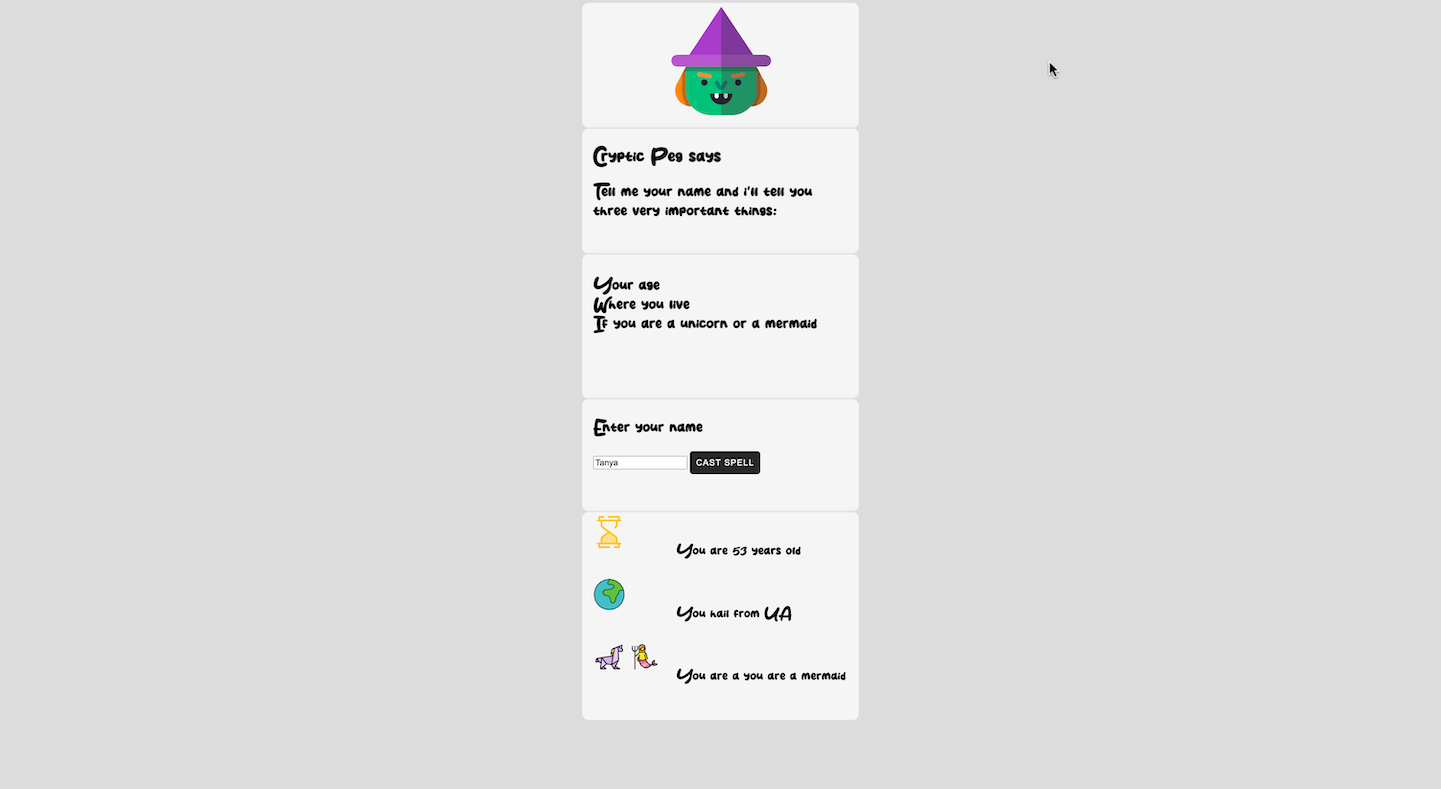 Cryptic Peg says
Tell me your name and i'll tell you
three very important things:
Your age
Where you live
If you are a unicorn or a mermaid
Enter your name
Tanya CAST SPELL
You are 53 years old
You hail from UA
You are a you are a mermaid